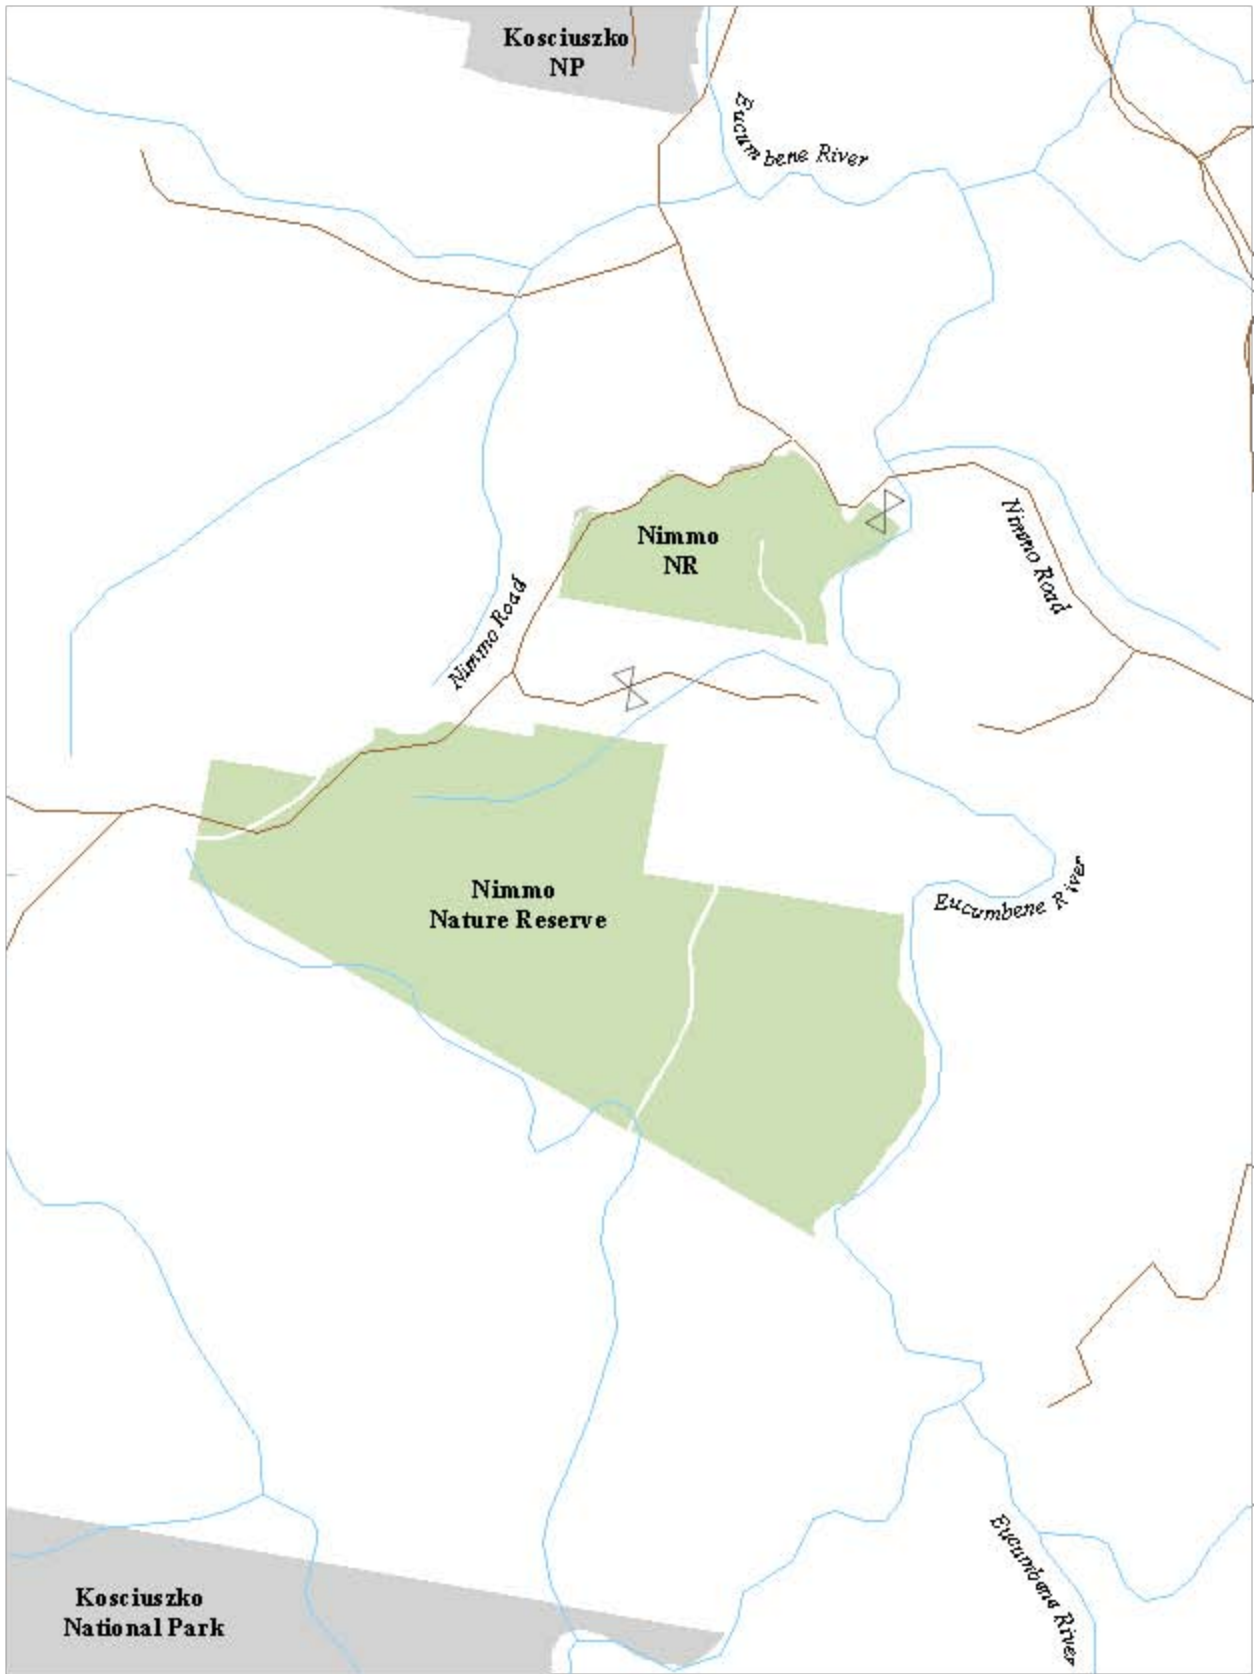 Kosciuszko
NP
Eucumbene River
Nimmo
NR
Nimmo Road
Nimmo Road
Nimmo
Nature Reserve
Eucumbene River
Eucumbene River
Kosciuszko
National Park